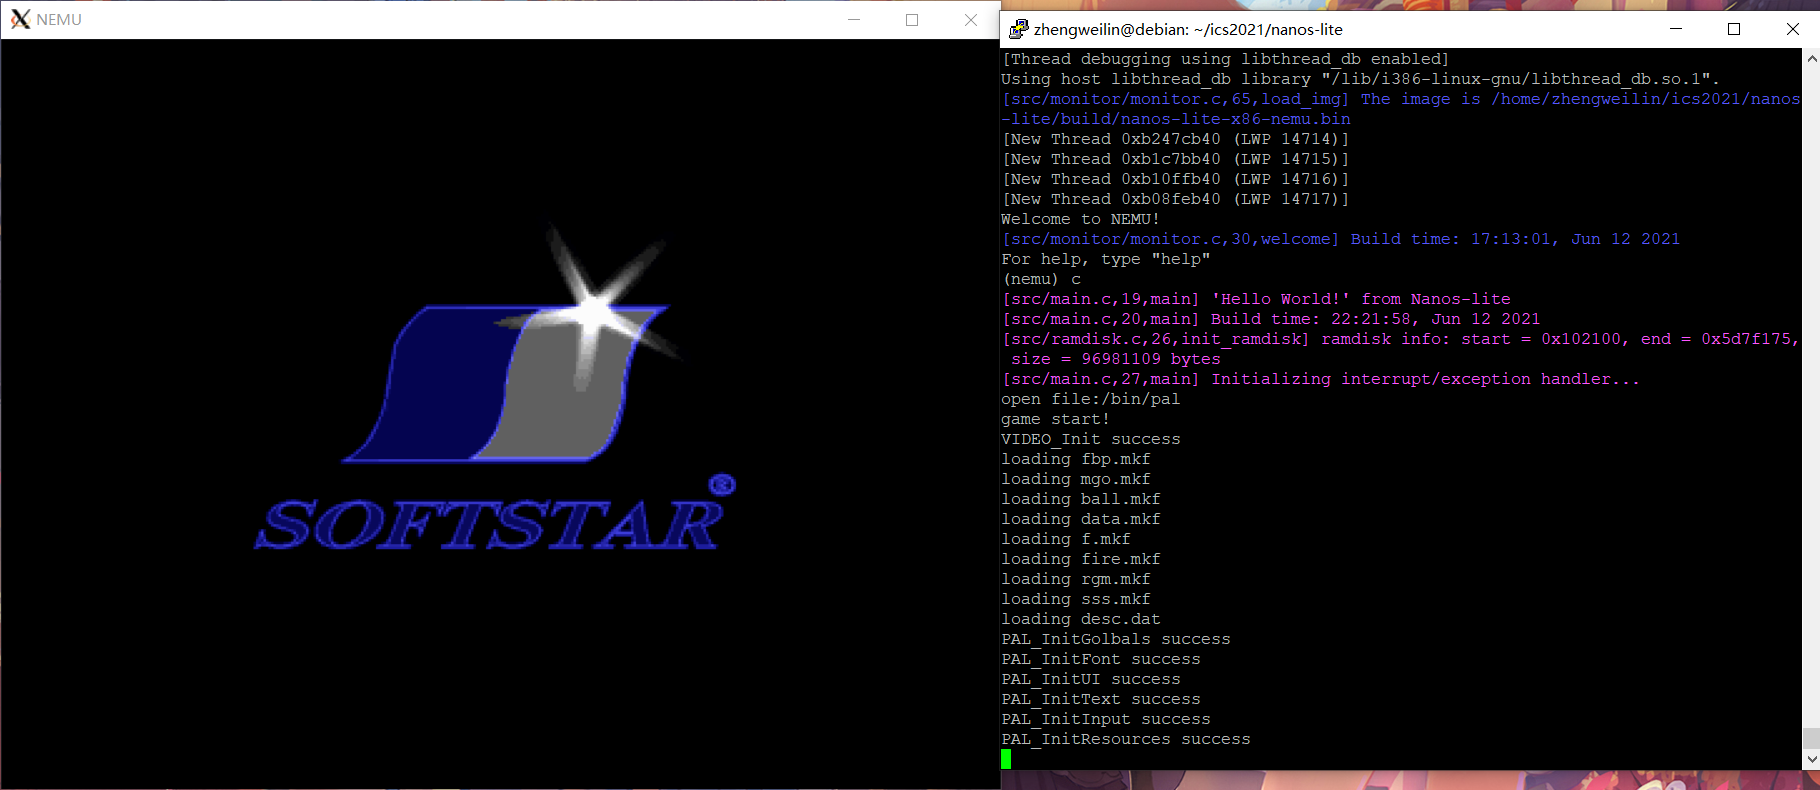 NEMU
SOFTSTAR®
zhengweilin@debian: ~/ics2021/nanos-lite
[Thread debugging using libthread_db enabled]
Using host libthread_db library "/lib/i386-linux-gnu/libthread_db.so.1".
[src/monitor/monitor.c,65,load_img] The image is /home/zhengweilin/ics2021/nanos
-lite/build/nanos-lite-x86-nemu.bin
[New Thread 0xb247cb40 (LWP 14714)]
[New Thread 0xb1c7bb40 (LWP 14715)]
[New Thread 0xb10ffb40 (LWP 14716)]
[New Thread 0xb08feb40 (LWP 14717)]
Welcome to NEMU!
[src/monitor/monitor.c,30,welcome] Build time: 17:13:01, Jun 12 2021
For help, type "help"
(nemu) c
[src/main.c,19,main] 'Hello World!' from Nanos-lite
[src/main.c,20,main] Build time: 22:21:58, Jun 12 2021
[src/ramdisk.c,26,init_ramdisk] ramdisk info: start = 0x102100, end = 0x5d7f175,
 size = 96981109 bytes
[src/main.c,27,main] Initializing interrupt/exception handler...
open file:/bin/pal
game start!
VIDEO_Init success
loading fbp.mkf
loading mgo.mkf
loading ball.mkf
loading data.mkf
loading f.mkf
loading fire.mkf
loading rgm.mkf
loading sss.mkf
loading desc.dat
PAL_InitGolbals success
PAL_InitFont success
PAL_InitUI success
PAL_InitText success
PAL_InitInput success
PAL_InitResources success